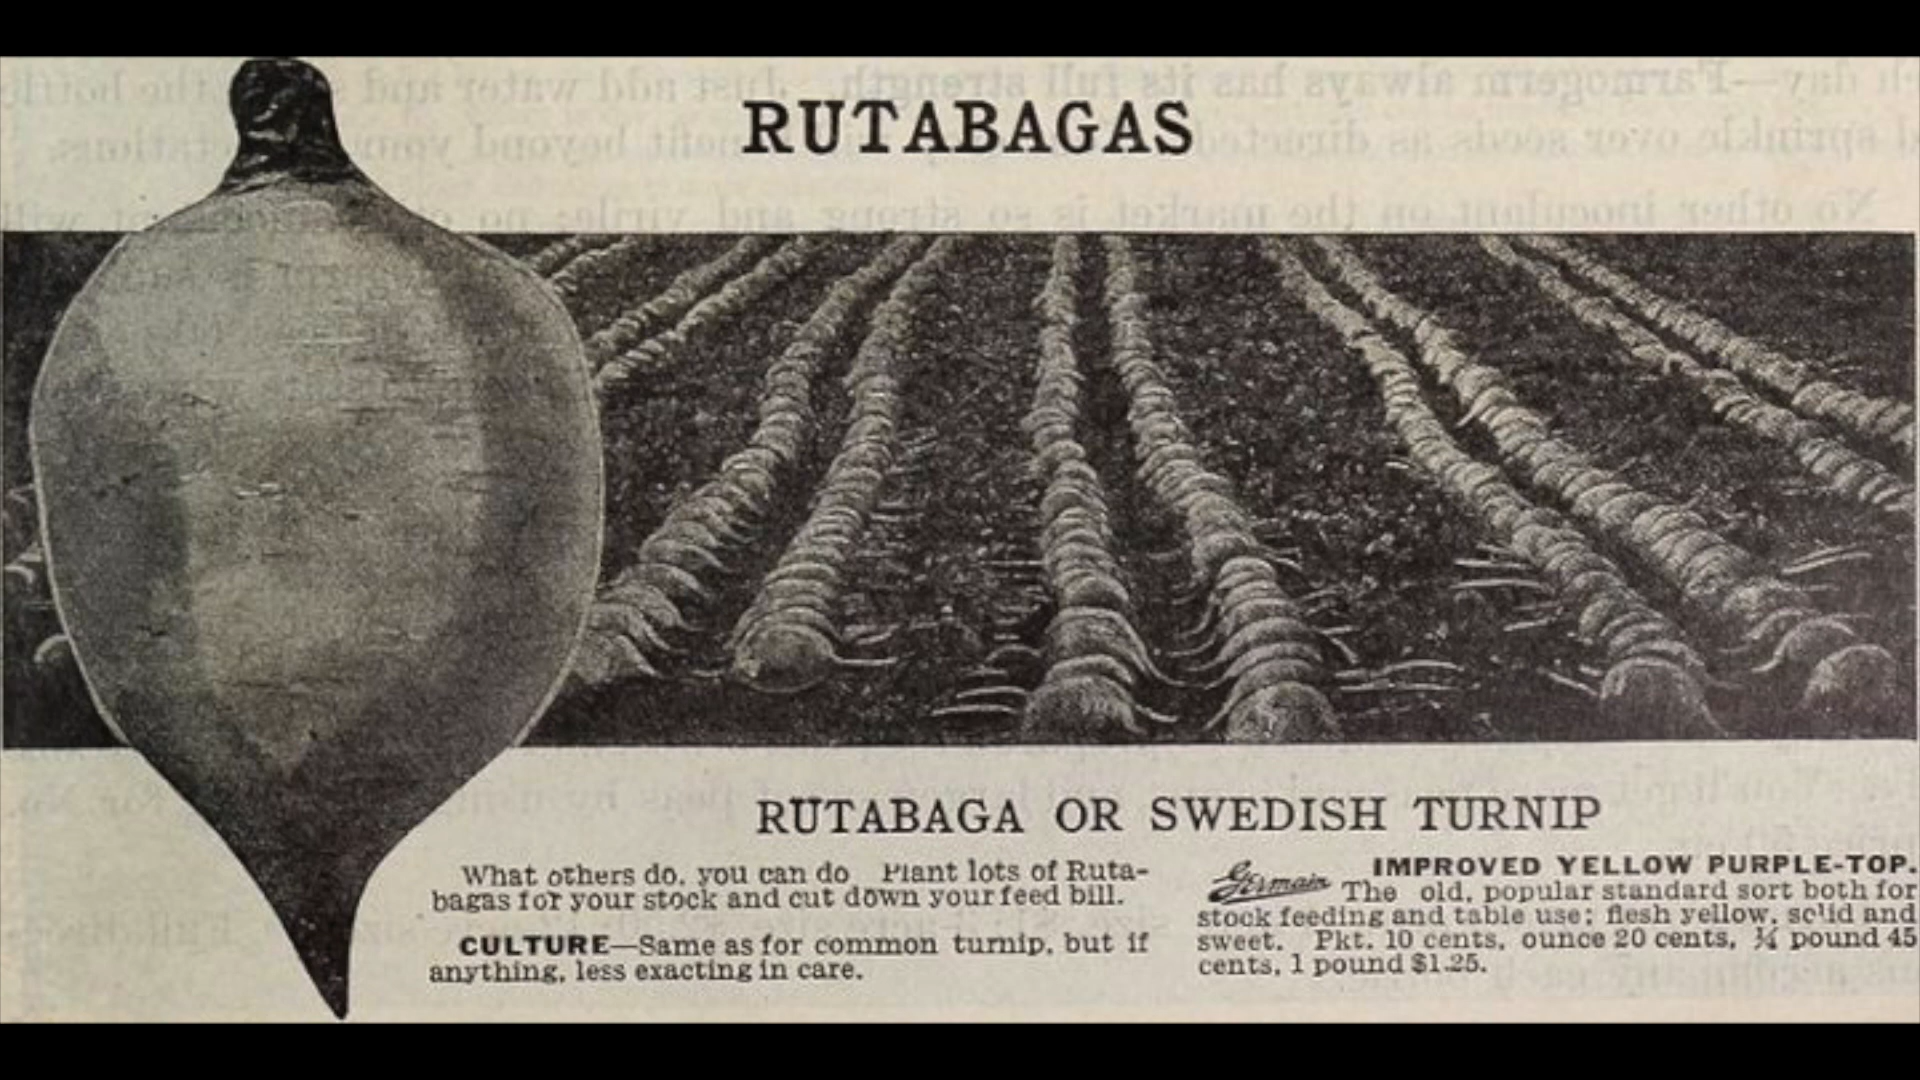 RUTABAGAS
RUTABAGA OR SWEDISH TURNIP
What others do, you can do Plant lots of Ruta-
bagas for your stock and cut down your feed bill.
CULTURE—Same as for common turnip, but if
anything, less exacting in care.
Germain IMPROVED YELLOW PURPLE-TOP.
The old, popular standard sort both for
stock feeding and table use; flesh yellow, solid and
sweet. Pkt. 10 cents, ounce 20 cents, ¼ pound 45
cents, 1 pound $1.25.